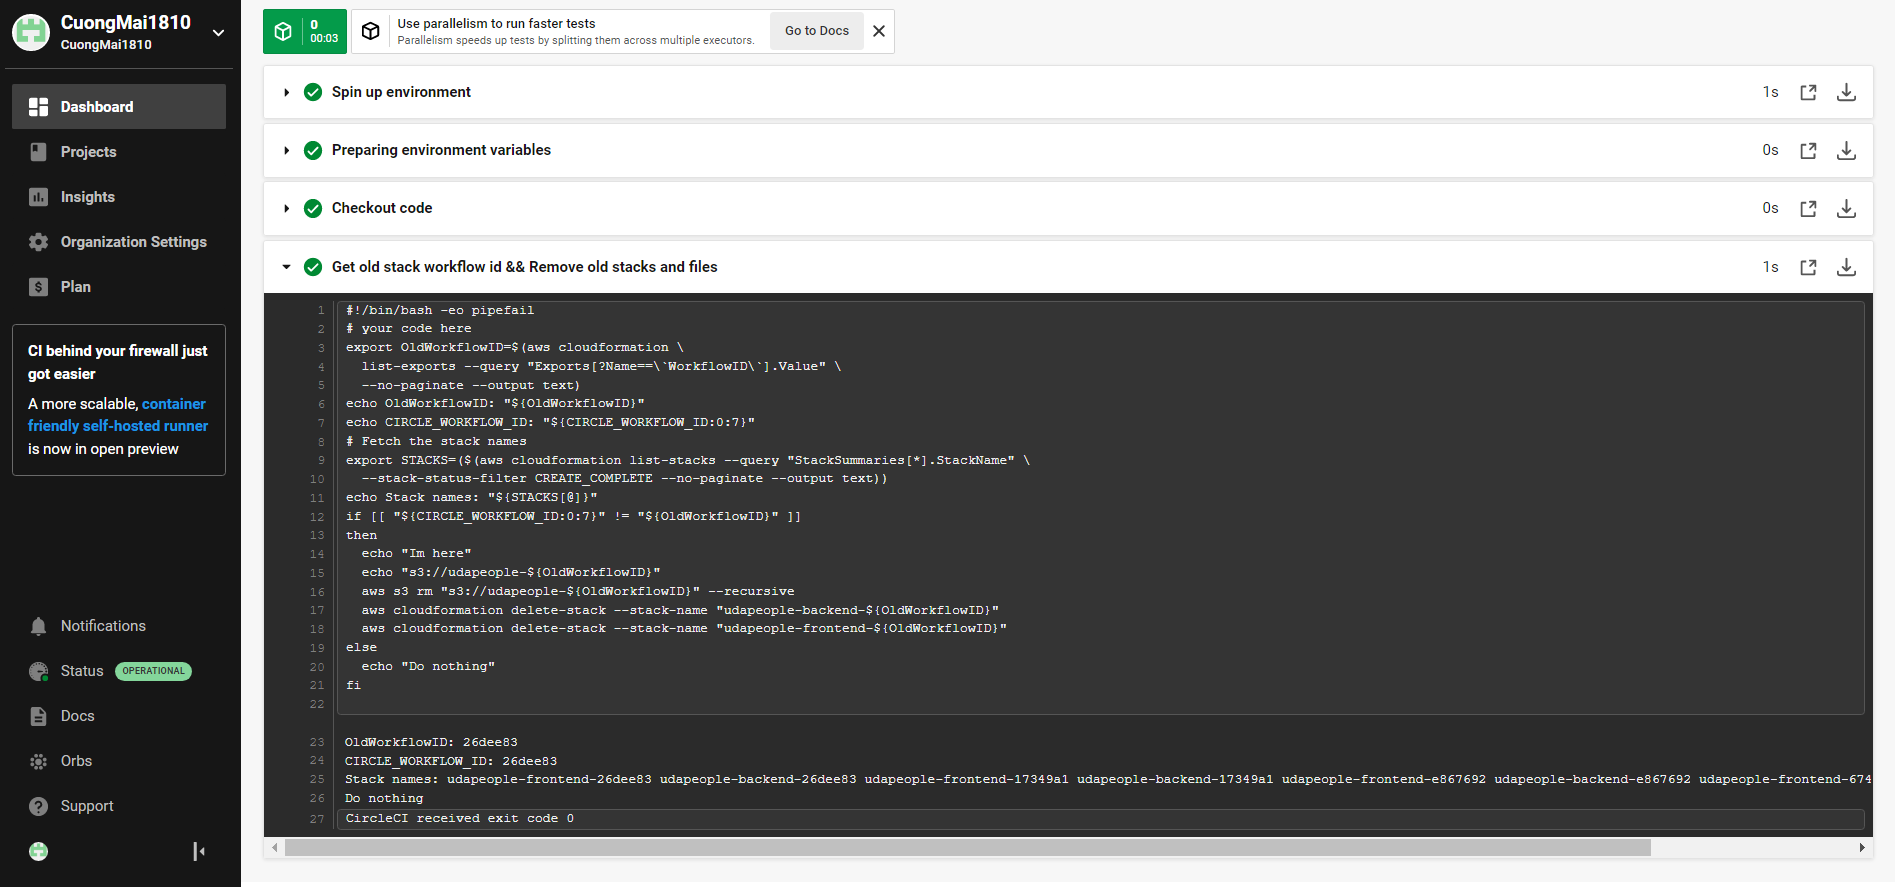 CuongMai1810
CuongMai1810
Dashboard
Projects
Insights
Organization Settings
Plan
CI behind your firewall just
got easier
A more scalable, container
friendly self-hosted runner
is now in open preview
Notifications
Status OPERATIONAL
Docs
Orbs
Support
0
00:03
Use parallelism to run faster tests
Parallelism speeds up tests by splitting them across multiple executors.
Go to Docs
Spin up environment 1s
Preparing environment variables 0s
Checkout code 0s
Get old stack workflow id && Remove old stacks and files 1s
1 #!/bin/bash -eo pipefail
2 # your code here
3 export OldWorkflowID=$(aws cloudformation \
4   list-exports --query "Exports[?Name==\`WorkflowID\`].Value" \
5   --no-paginate --output text)
6 echo OldWorkflowID: "${OldWorkflowID}"
7 echo CIRCLE_WORKFLOW_ID: "${CIRCLE_WORKFLOW_ID:0:7}"
8 # Fetch the stack names
9 export STACKS=($(aws cloudformation list-stacks --query "StackSummaries[*].StackName" \
10   --stack-status-filter CREATE_COMPLETE --no-paginate --output text))
11 echo Stack names: "${STACKS[@]}"
12 if [[ "${CIRCLE_WORKFLOW_ID:0:7}" != "${OldWorkflowID}" ]]
13 then
14   echo "Im here"
15   echo "s3://udapeople-${OldWorkflowID}"
16   aws s3 rm "s3://udapeople-${OldWorkflowID}" --recursive
17   aws cloudformation delete-stack --stack-name "udapeople-backend-${OldWorkflowID}"
18   aws cloudformation delete-stack --stack-name "udapeople-frontend-${OldWorkflowID}"
19 else
20   echo "Do nothing"
21 fi
22
23 OldWorkflowID: 26dee83
24 CIRCLE_WORKFLOW_ID: 26dee83
25 Stack names: udapeople-frontend-26dee83 udapeople-backend-26dee83 udapeople-frontend-17349a1 udapeople-backend-17349a1 udapeople-frontend-e867692 udapeople-backend-e867692 udapeople-frontend-674
26 Do nothing
27 CircleCI received exit code 0